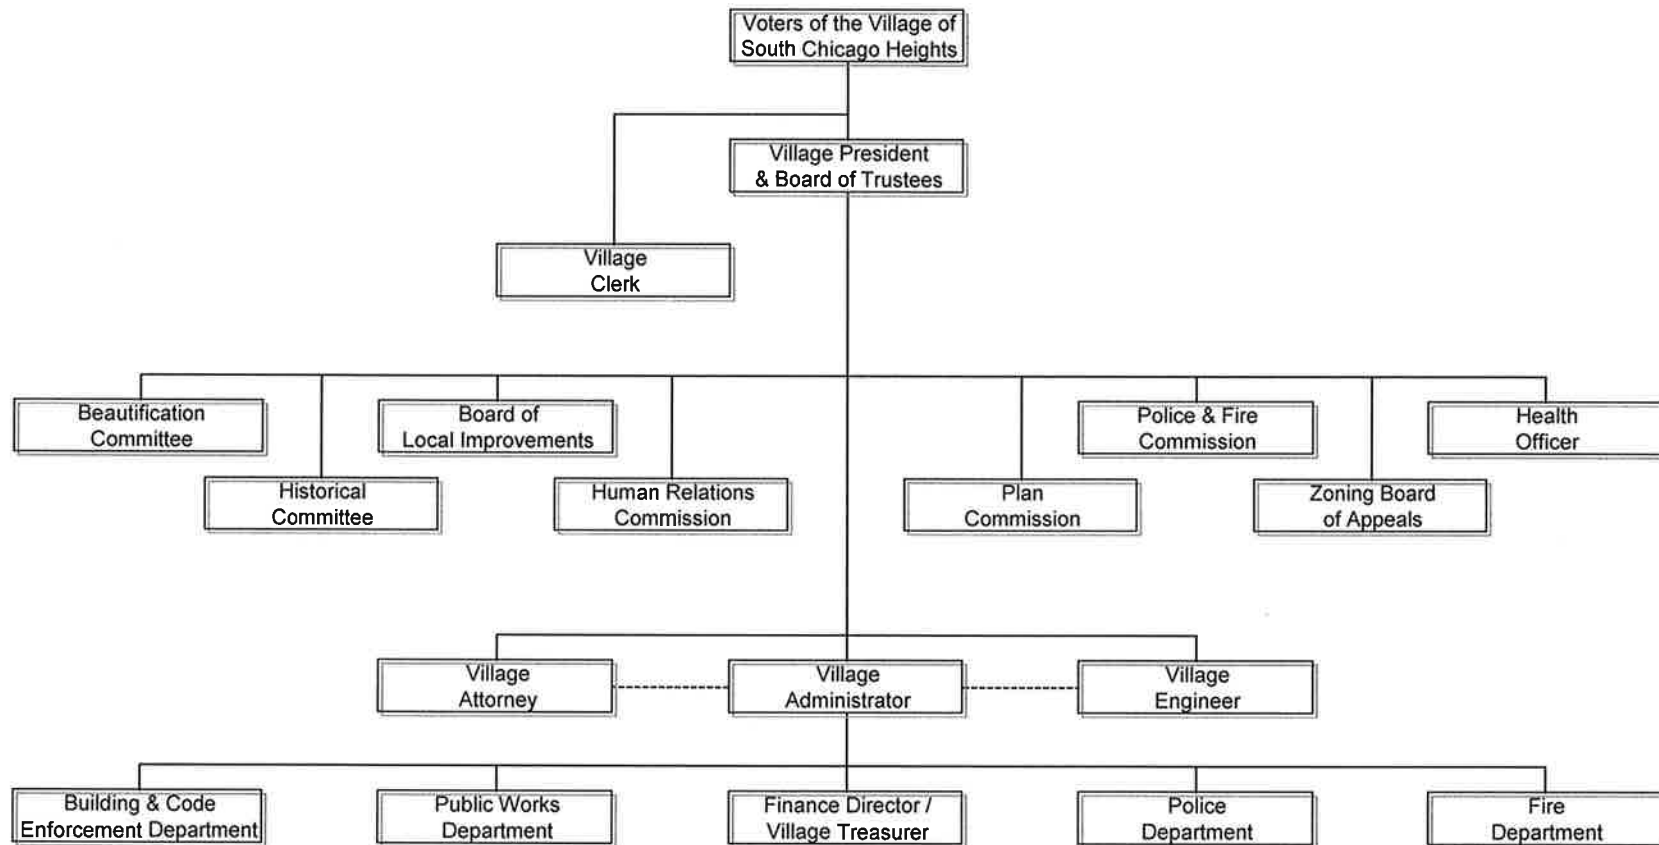 Voters of the Village of
South Chicago Heights
Village President
& Board of Trustees
Village
Clerk
Beautification
Committee
Board of
Local Improvements
Police & Fire
Commission
Health
Officer
Historical
Committee
Human Relations
Commission
Plan
Commission
Zoning Board
of Appeals
Village
Attorney
Village
Administrator
Village
Engineer
Building & Code
Enforcement Department
Public Works
Department
Finance Director /
Village Treasurer
Police
Department
Fire
Department